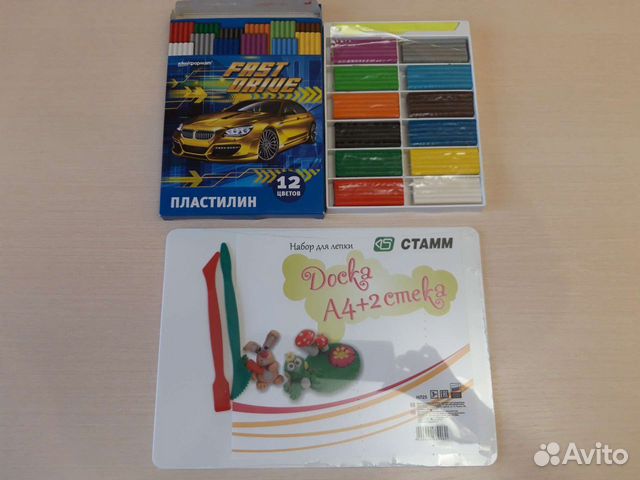 FAST
DRIVE
ПЛАСТИЛИН
12
ЦВЕТОВ
Набор для лепки
СТАММ
Доска
А4+2 стека
Avito